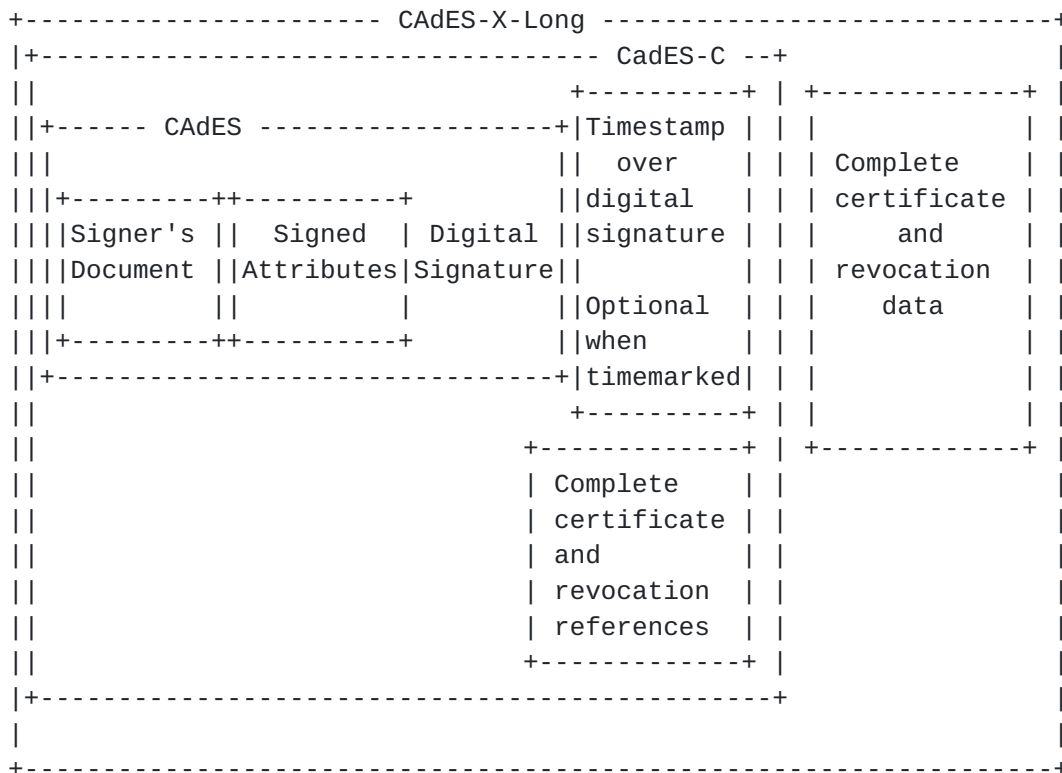 +------------------------ CAdES-X-Long -----------------------------+
|+------------------------------------ CadES-C --+                  |
||                                  +----------+ | +-------------+ |
||+------ CAdES -------------------+|Timestamp | | |             | |
|||                                ||  over    | | | Complete    | |
|||+---------++----------+         ||digital   | | | certificate | |
||||Signer's ||  Signed  | Digital ||signature | | |     and     | |
||||Document ||Attributes|Signature||          | | | revocation  | |
||||         ||          |         ||Optional  | | |    data     | |
|||+---------++----------+         ||when      | | |             | |
||+--------------------------------+|timemarked| | |             | |
||                                  +----------+ | |             | |
||                               +-------------+ | +-------------+ |
||                               | Complete    | |                 |
||                               | certificate | |                 |
||                               | and         | |                 |
||                               | revocation  | |                 |
||                               | references  | |                 |
||                               +-------------+ |                 |
|+-----------------------------------------------+                 |
|                                                                  |
+------------------------------------------------------------------+